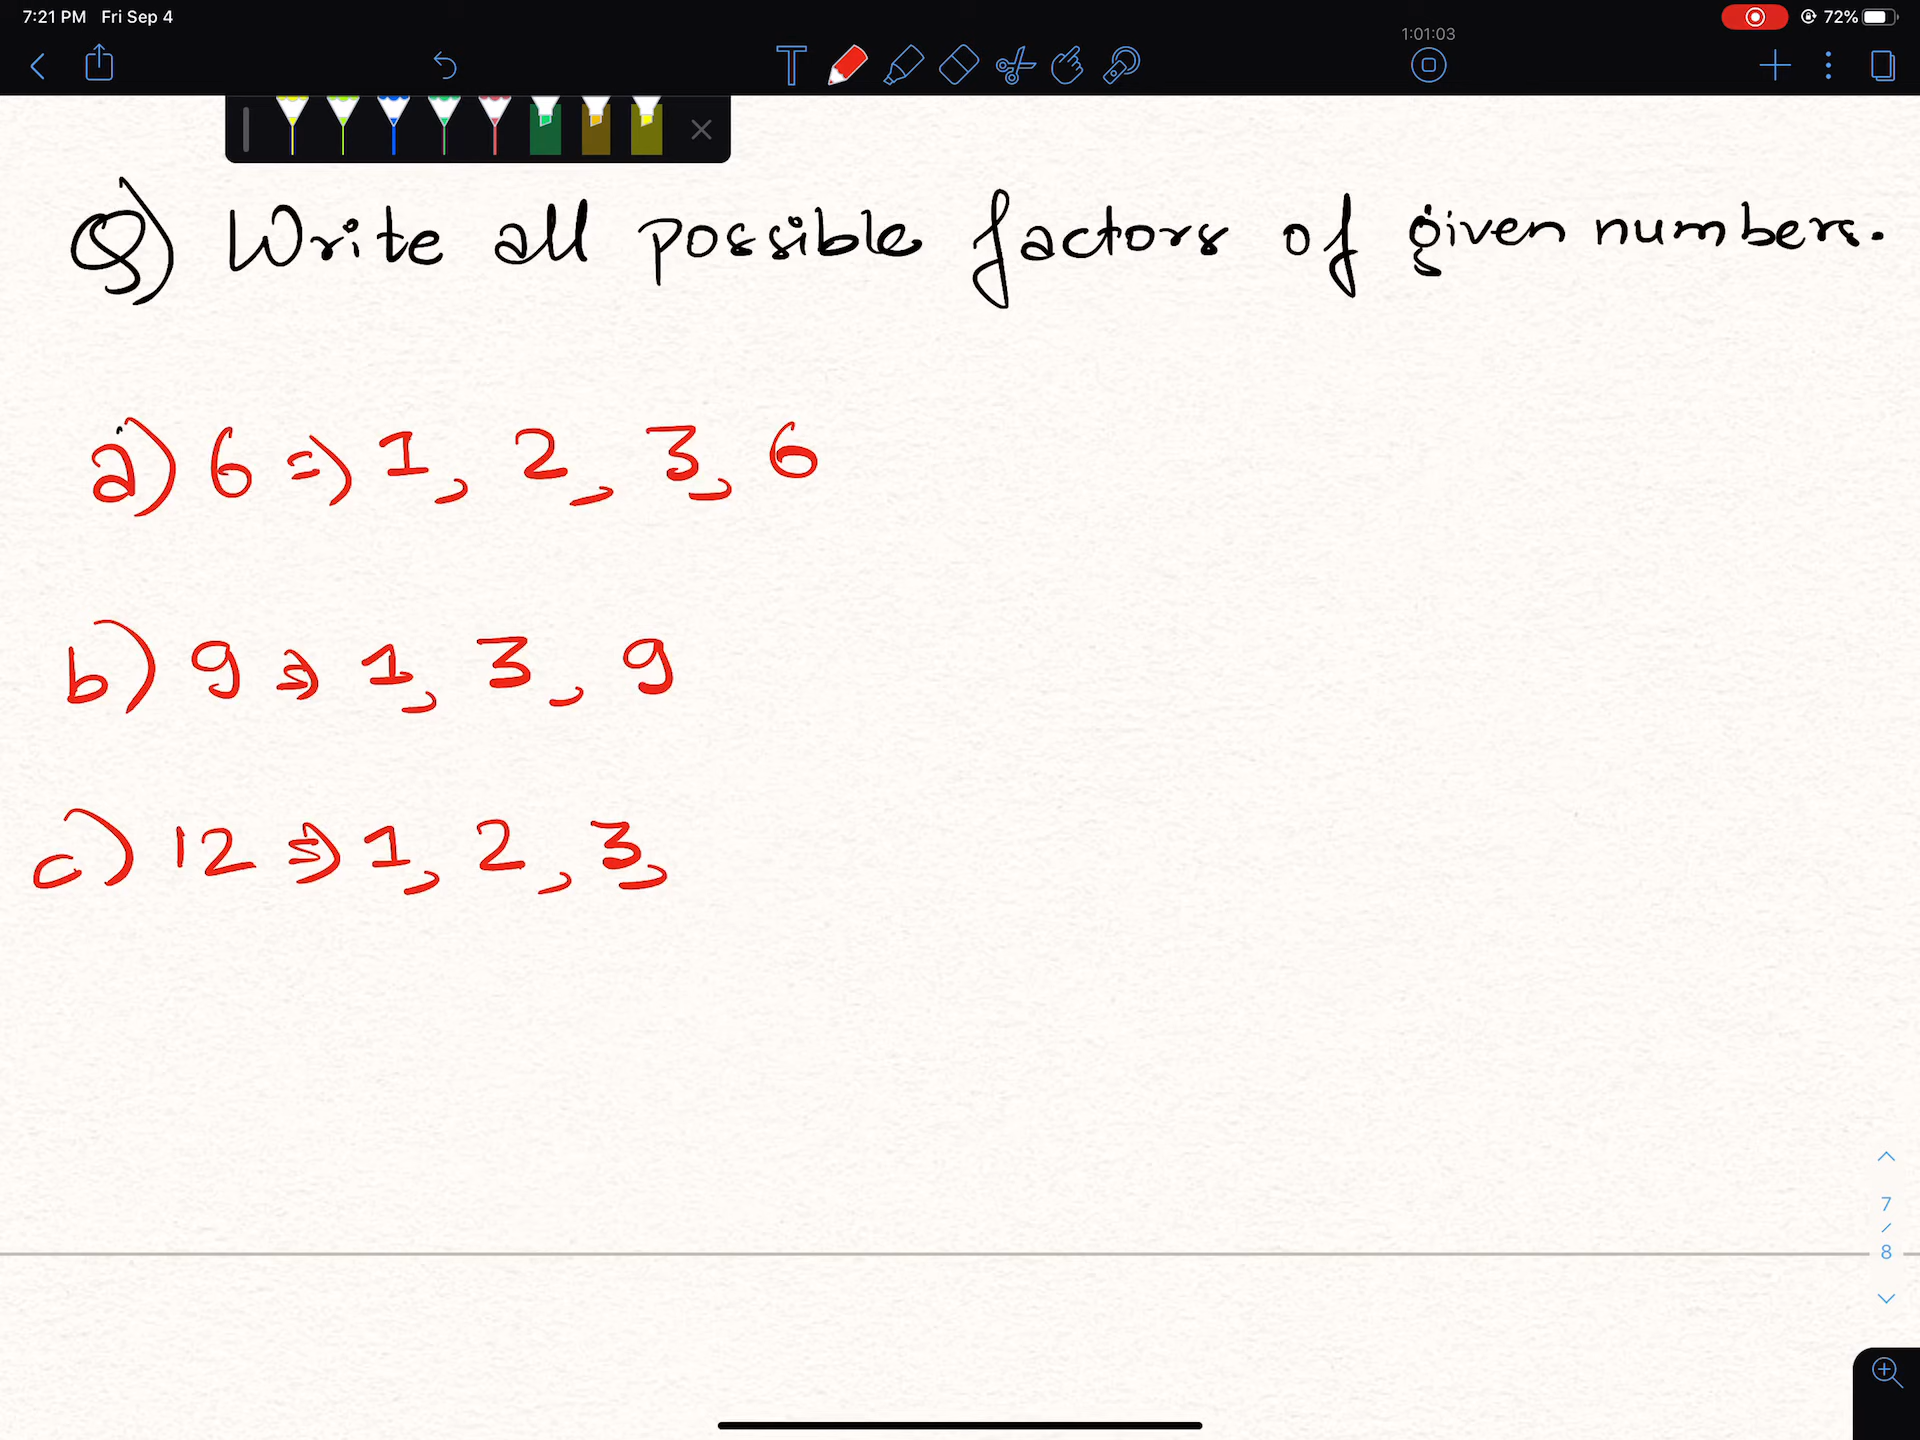 7:21 PM Fri Sep 4
72%
1:01:03
T
Q) Write all possible factors of given numbers.
a) 6 => 1, 2, 3, 6
b) 9 => 1, 3, 9
c) 12 => 1, 2, 3,
7
/
8